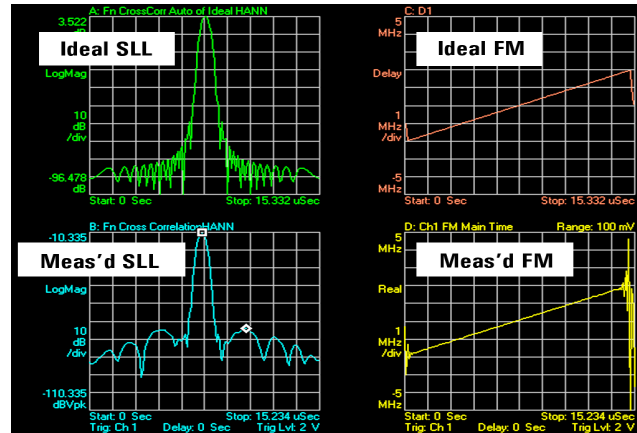 A: Fn CrossCorr Auto of Ideal HANN
3.522
dB
Ideal SLL
LogMag
10
dB
/div
-96.478
dB
Start: 0 Sec
Stop: 15.332 uSec
C: D1
5
MHz
Ideal FM
Delay
1
MHz
/div
-5
MHz
Start: 0 Sec
Stop: 15.332 uSec
B: Fn Cross CorrelationHANN
-10.335
Meas'd SLL
LogMag
10
dB
/div
-110.335
dBVpk
Start: 0 Sec
Stop: 15.234 uSec
Trig: Ch 1
Delay: 0 Sec
Trig Lvl: 2 V
D: Ch1 FM Main Time
Range: 100 mV
5
MHz
Meas'd FM
Real
1
MHz
/div
-5
MHz
Start: 0 Sec
Stop: 15.234 uSec
Trig: Ch 1
Delay: 0 Sec
Trig Lvl: 2 V